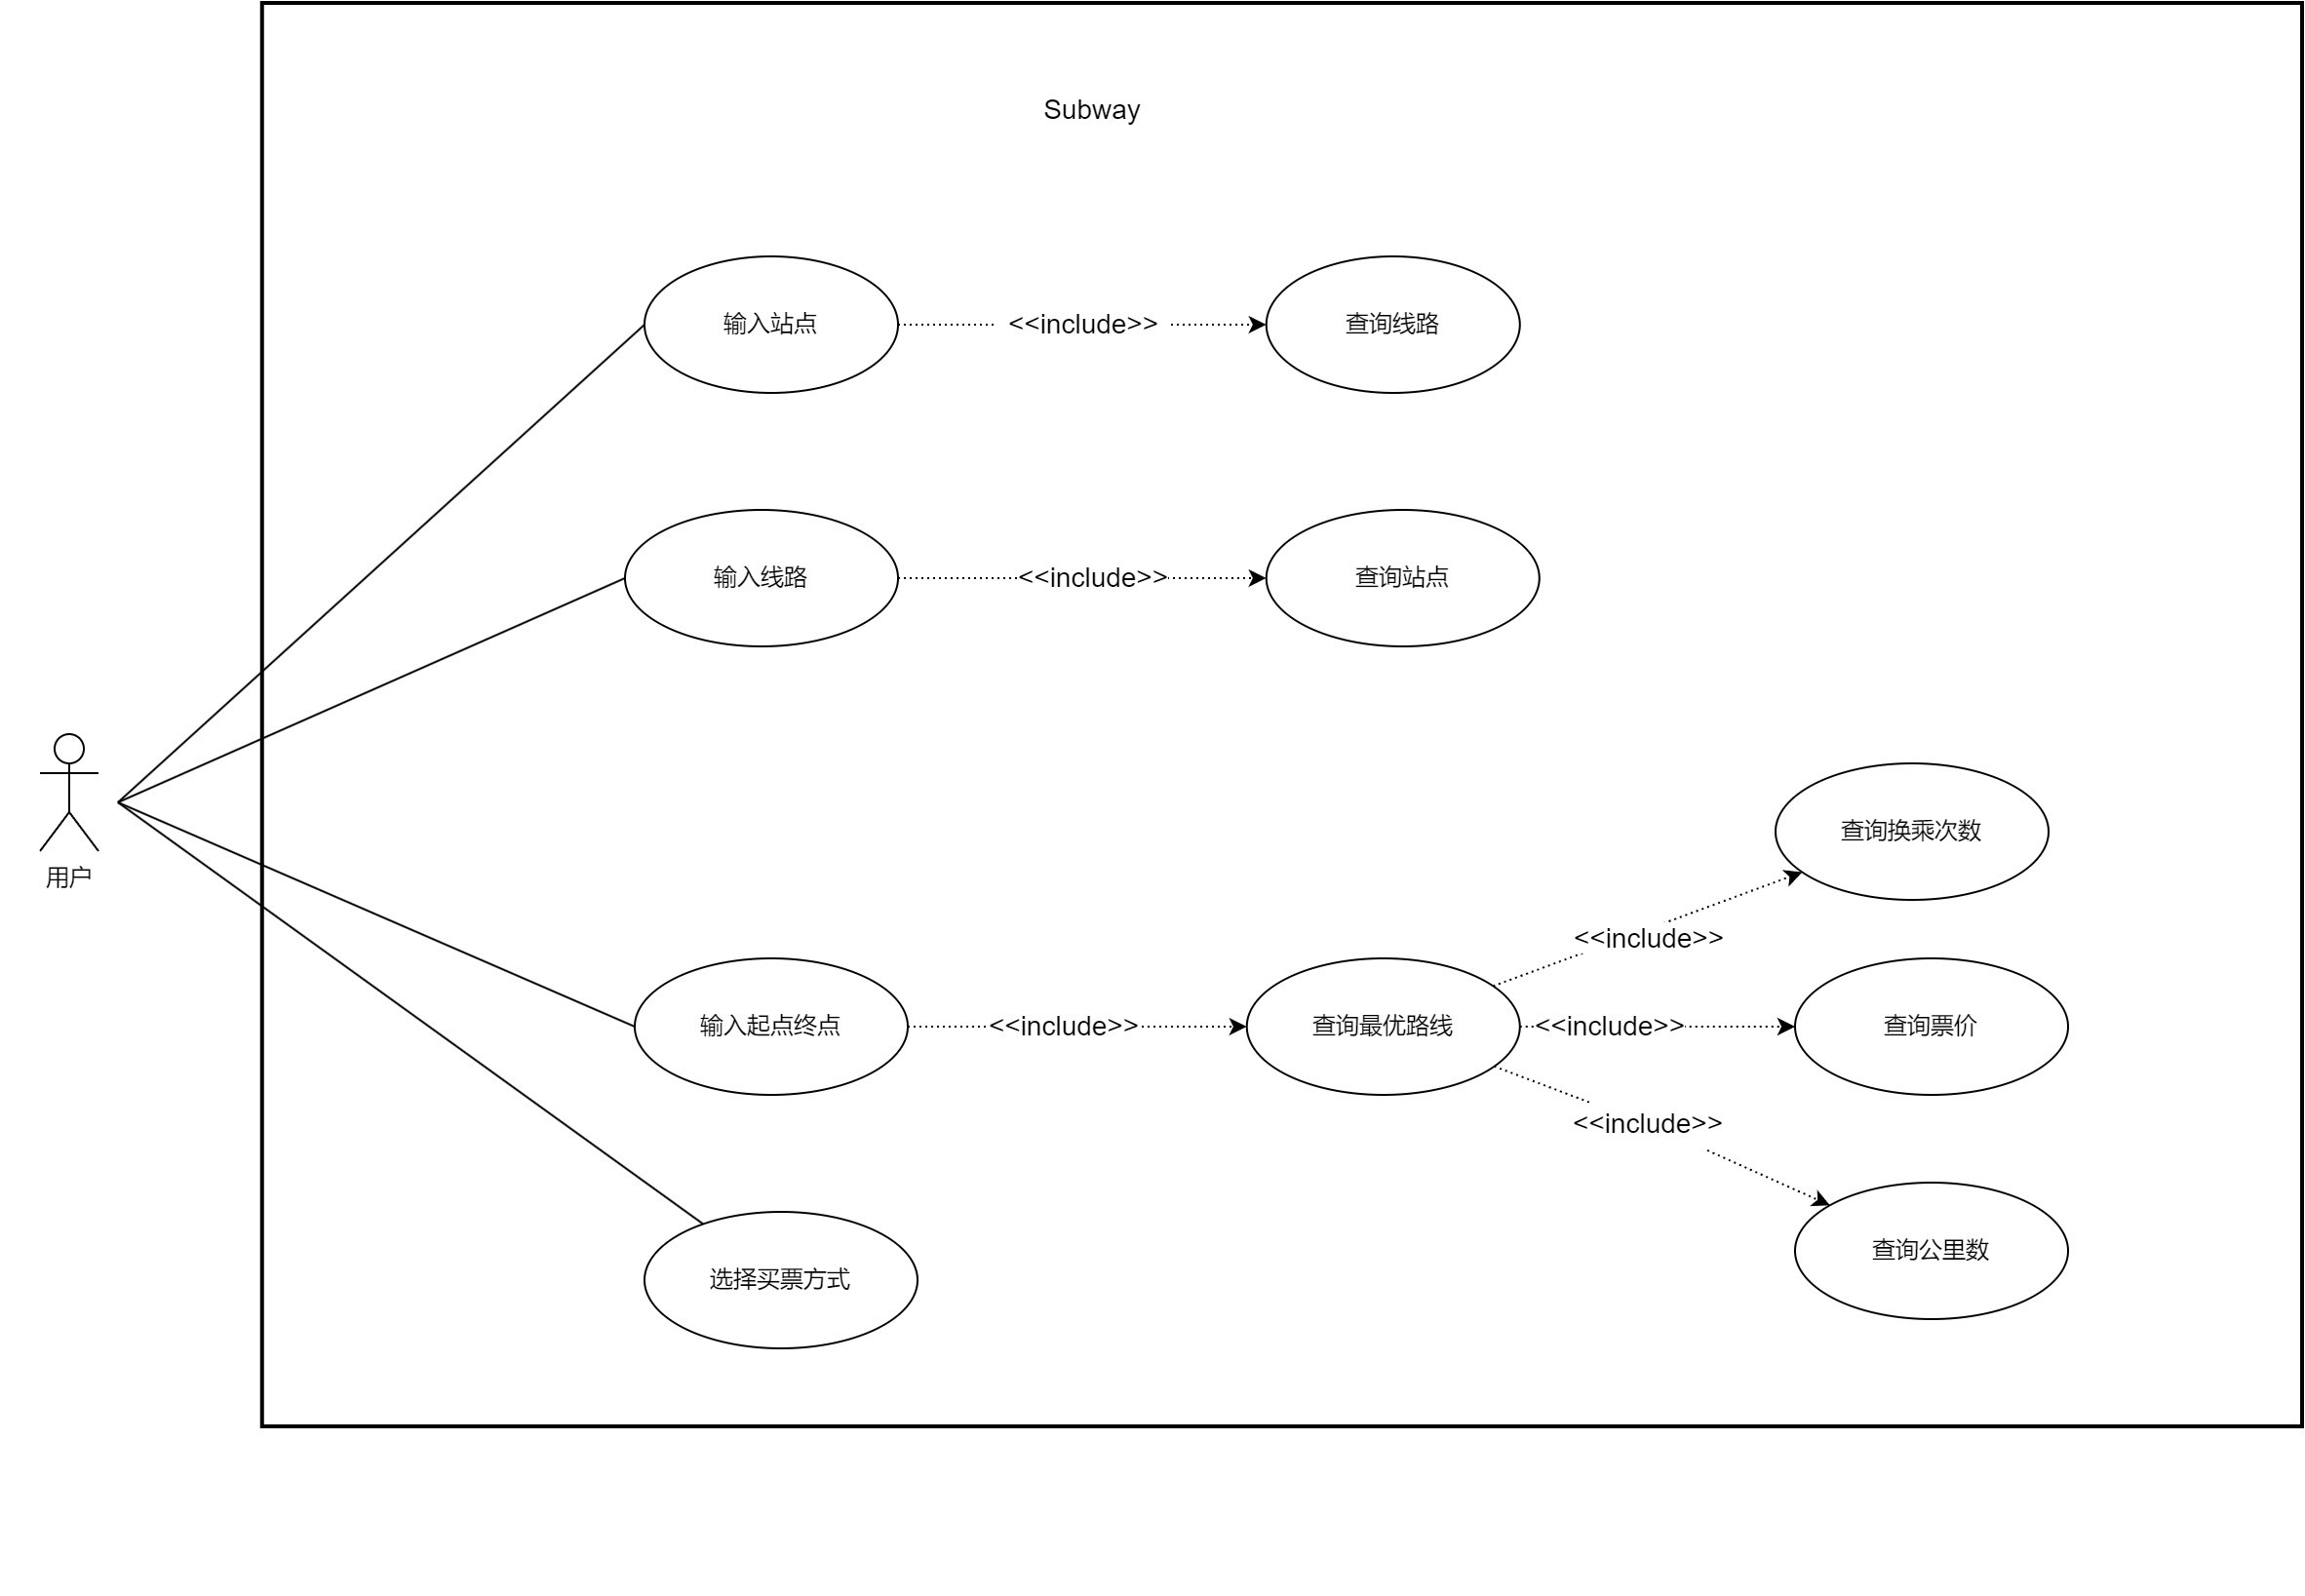 Subway
输入站点
<<include>>
查询线路
输入线路
<<include>>
查询站点
用户
查询换乘次数
<<include>>
输入起点终点
<<include>>
查询最优路线
<<include>>
查询票价
<<include>>
查询公里数
选择买票方式